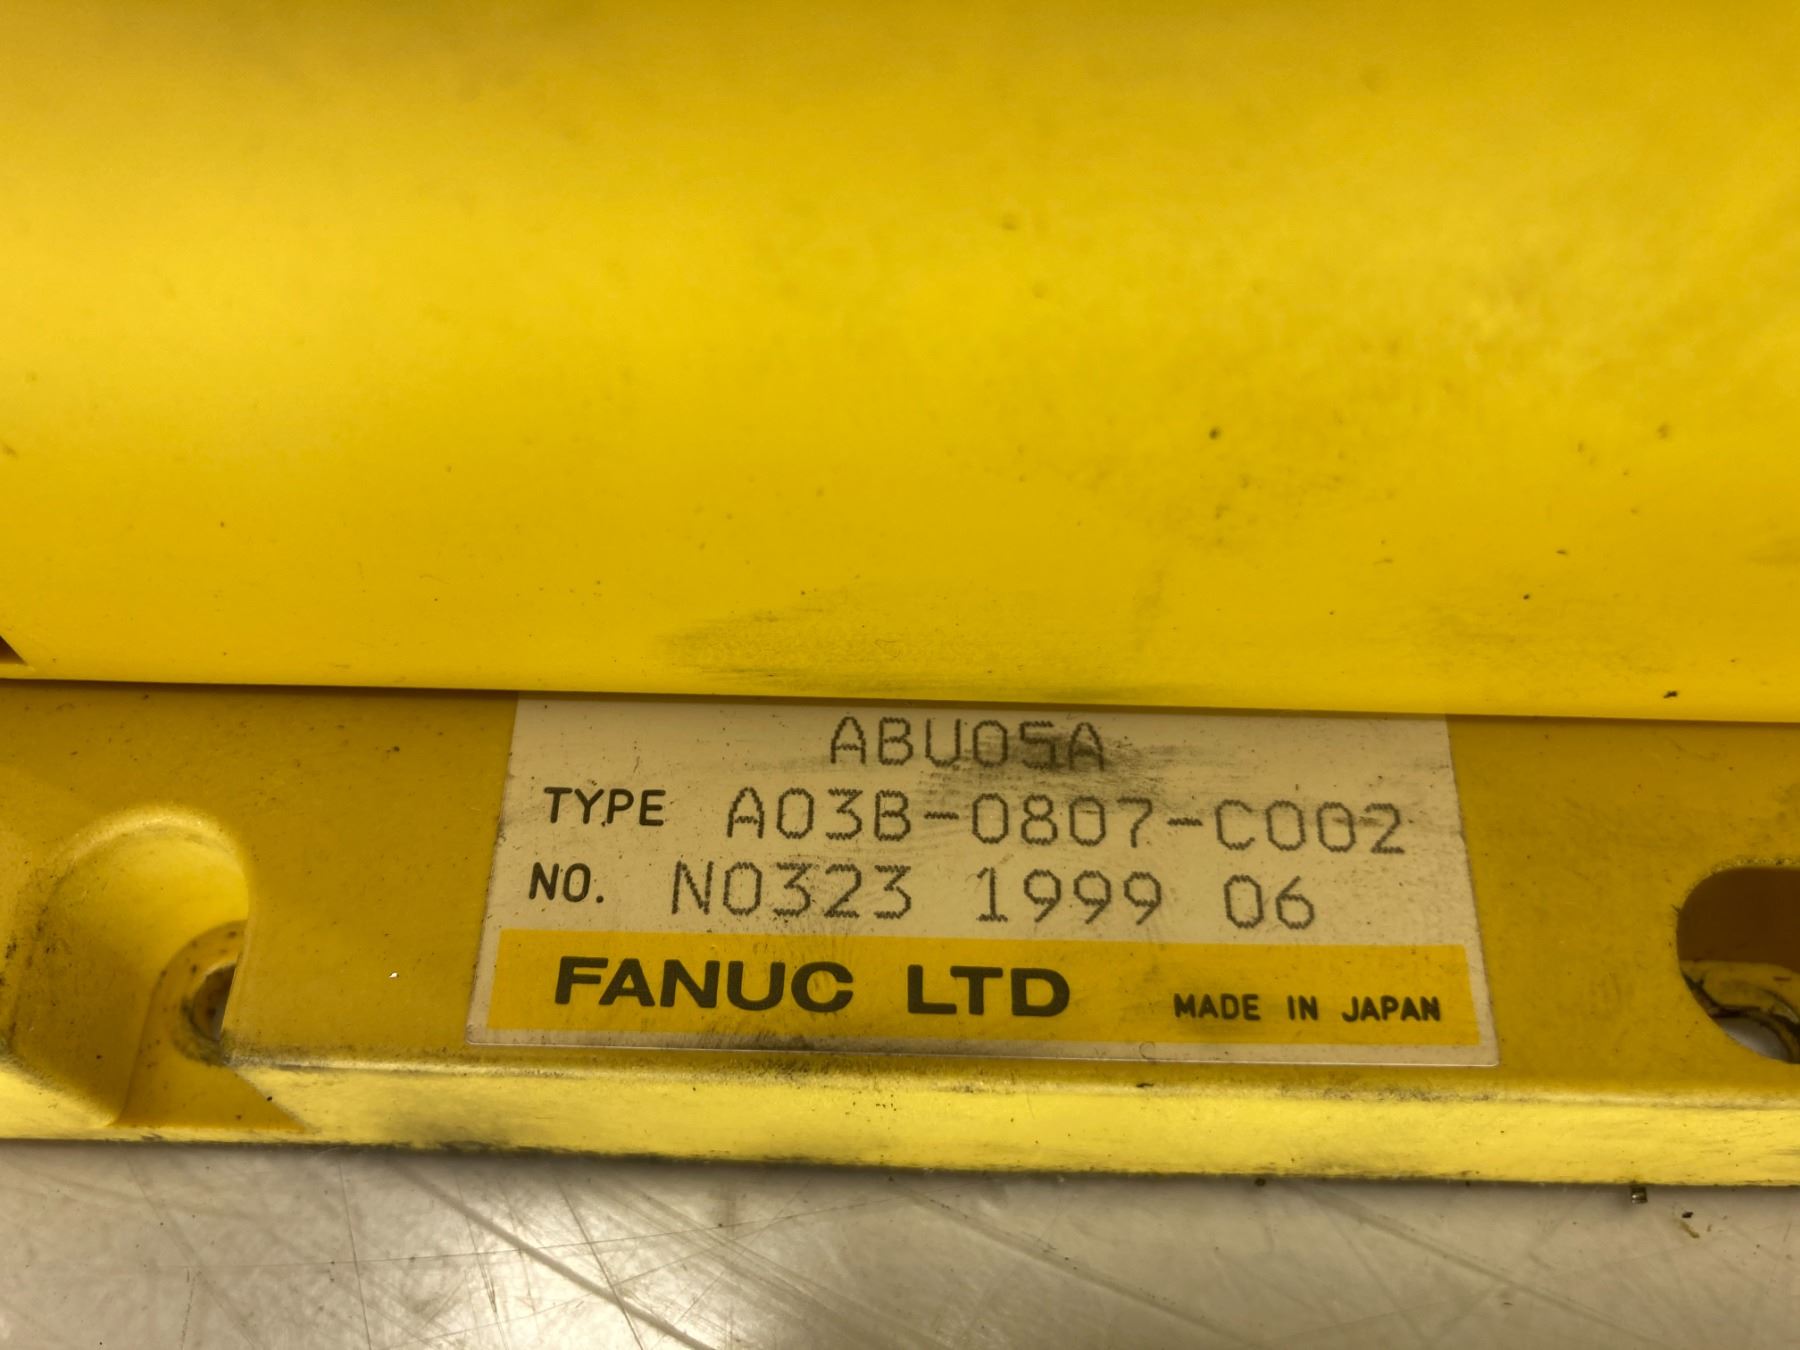 ABU05A
TYPE A03B-0807-C002
NO. N0323 1999 06
FANUC LTD MADE IN JAPAN